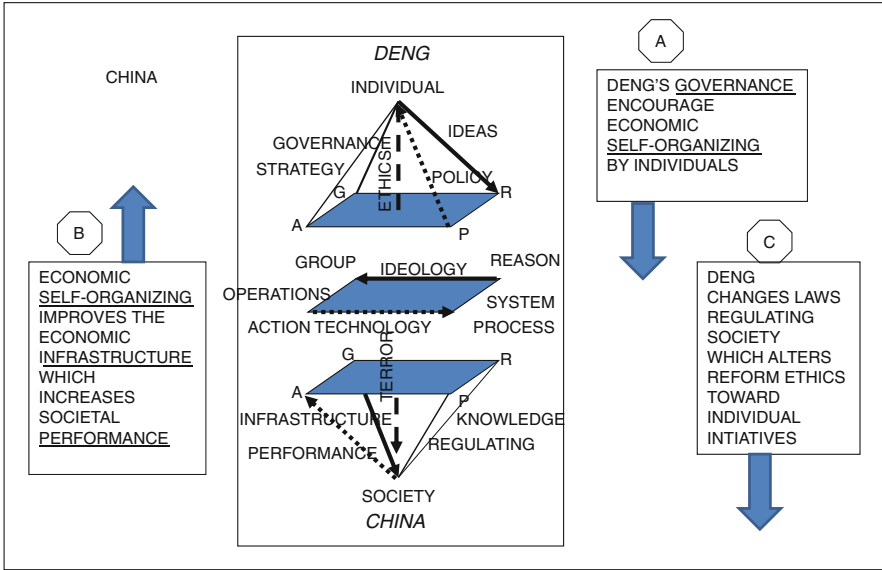 CHINA
DENG
INDIVIDUAL
IDEAS
GOVERNANCE
STRATEGY
ETHICS
POLICY
G
R
A
P
GROUP
IDEOLOGY
REASON
OPERATIONS
SYSTEM
ACTION TECHNOLOGY
PROCESS
G
R
TERROR
A
P
INFRASTRUCTURE
KNOWLEDGE
PERFORMANCE
REGULATING
SOCIETY
CHINA
A
DENG'S GOVERNANCE
ENCOURAGE
ECONOMIC
SELF-ORGANIZING
BY INDIVIDUALS
B
ECONOMIC
SELF-ORGANIZING
IMPROVES THE
ECONOMIC
INFRASTRUCTURE
WHICH
INCREASES
SOCIETAL
PERFORMANCE
C
DENG
CHANGES LAWS
REGULATING
SOCIETY
WHICH ALTERS
REFORM ETHICS
TOWARD
INDIVIDUAL
INTIATIVES